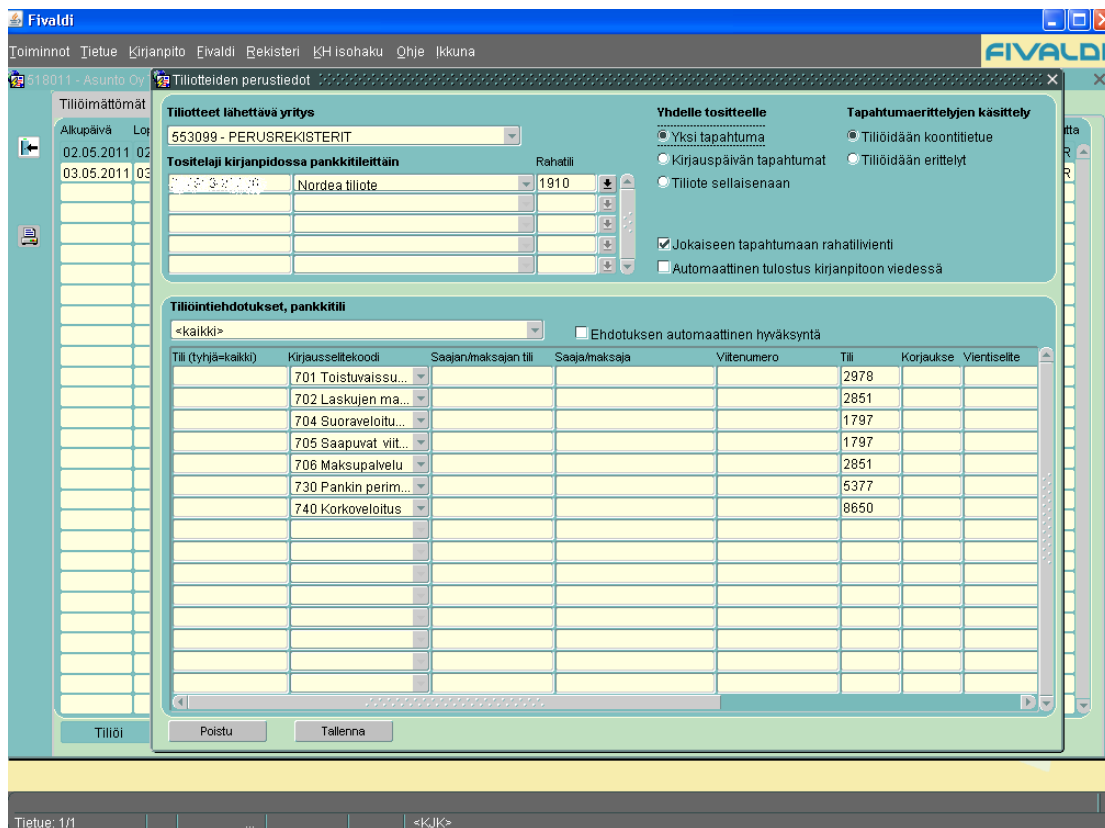 Fivaldi
Toiminnot Tietue Kirjanpito Fivaldi Rekisteri KH isohaku Ohje Ikkuna
FIVALDI
518011 - Asunto Oy
Tiliotteiden perustiedot
Tiliöimättömät
Tiliotteet lähettävä yritys
Yhdelle tositteelle
Tapahtumaerittelyjen käsittely
Alkupäivä
553099 - PERUSREKISTERIT
Yksi tapahtuma
Tiliöidään koontitietue
02.05.2011 02
Tositelaji kirjanpidossa pankkitileittäin
Rahatili
Kirjauspäivän tapahtumat
Tiliöidään erittelyt
03.05.2011 03
Nordea tiliote
1910
Tiliote sellaisenaan
Jokaiseen tapahtumaan rahatilivienti
Automaattinen tulostus kirjanpitoon viedessä
Tiliöintiehdotukset, pankkitili
<kaikki>
Ehdotuksen automaattinen hyväksyntä
Tili (tyhjä=kaikki) Kirjausselitekoodi Saajan/maksajan tili Saaja/maksaja Viitenumero Tili Korjaukse Vientiselite
701 Toistuvaissu... 2978
702 Laskujen ma... 2851
704 Suoraveloitu... 1797
705 Saapuvat viit... 1797
706 Maksupalvelu 2851
730 Pankin perim... 5377
740 Korkoveloitus 8650
Tiliöi
Poistu
Tallenna
Tietue: 1/1
...
<KJK>